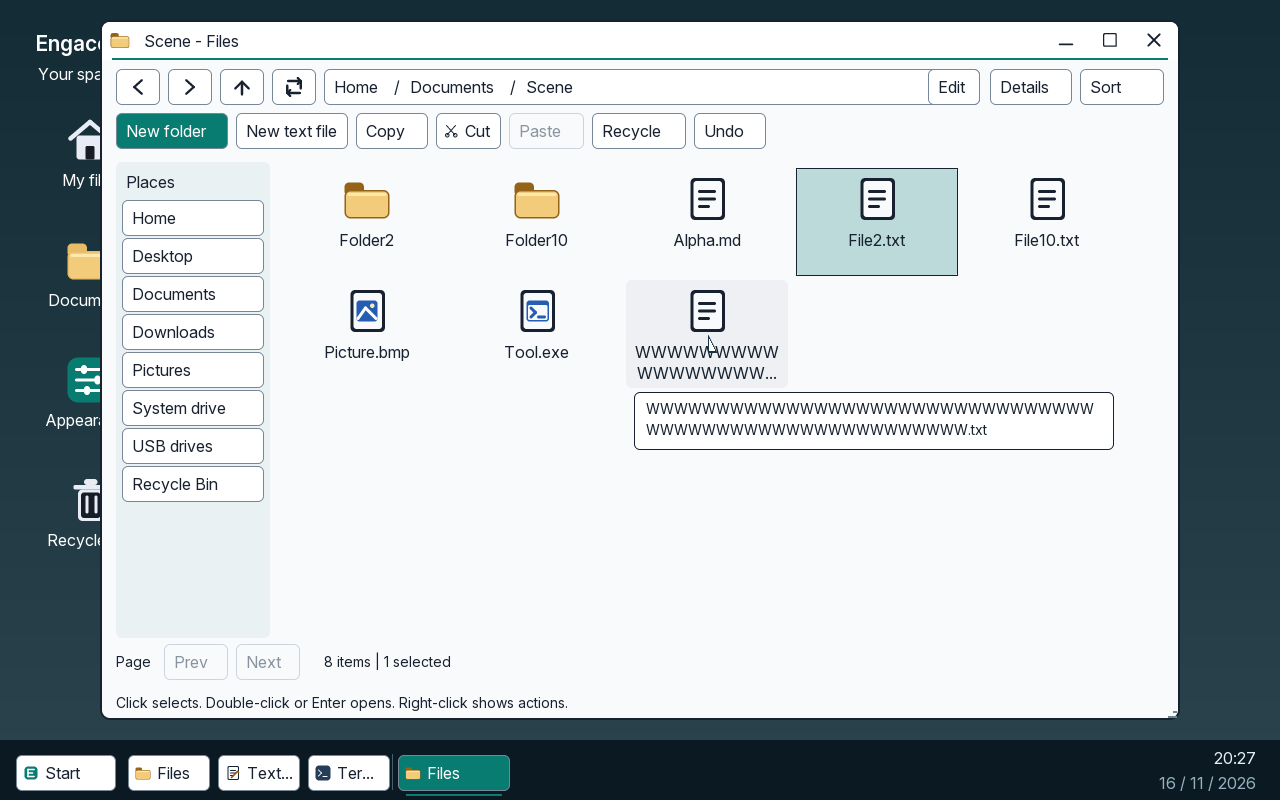 Engac
Your spa
My fil
Docum
Appeara
Recycle
Scene - Files
Home / Documents / Scene
Edit
Details
Sort
New folder
New text file
Copy
Cut
Paste
Recycle
Undo
Places
Home
Desktop
Documents
Downloads
Pictures
System drive
USB drives
Recycle Bin
Folder2
Folder10
Alpha.md
File2.txt
File10.txt
Picture.bmp
Tool.exe
WWWWWWWWW
WWWWWWWW...
WWWWWWWWWWWWWWWWWWWWWWWWWWWWWWWW
WWWWWWWWWWWWWWWWWWWWWWW.txt
Page
Prev
Next
8 items | 1 selected
Click selects. Double-click or Enter opens. Right-click shows actions.
Start
Files
Text...
Ter...
Files
20:27
16 / 11 / 2026